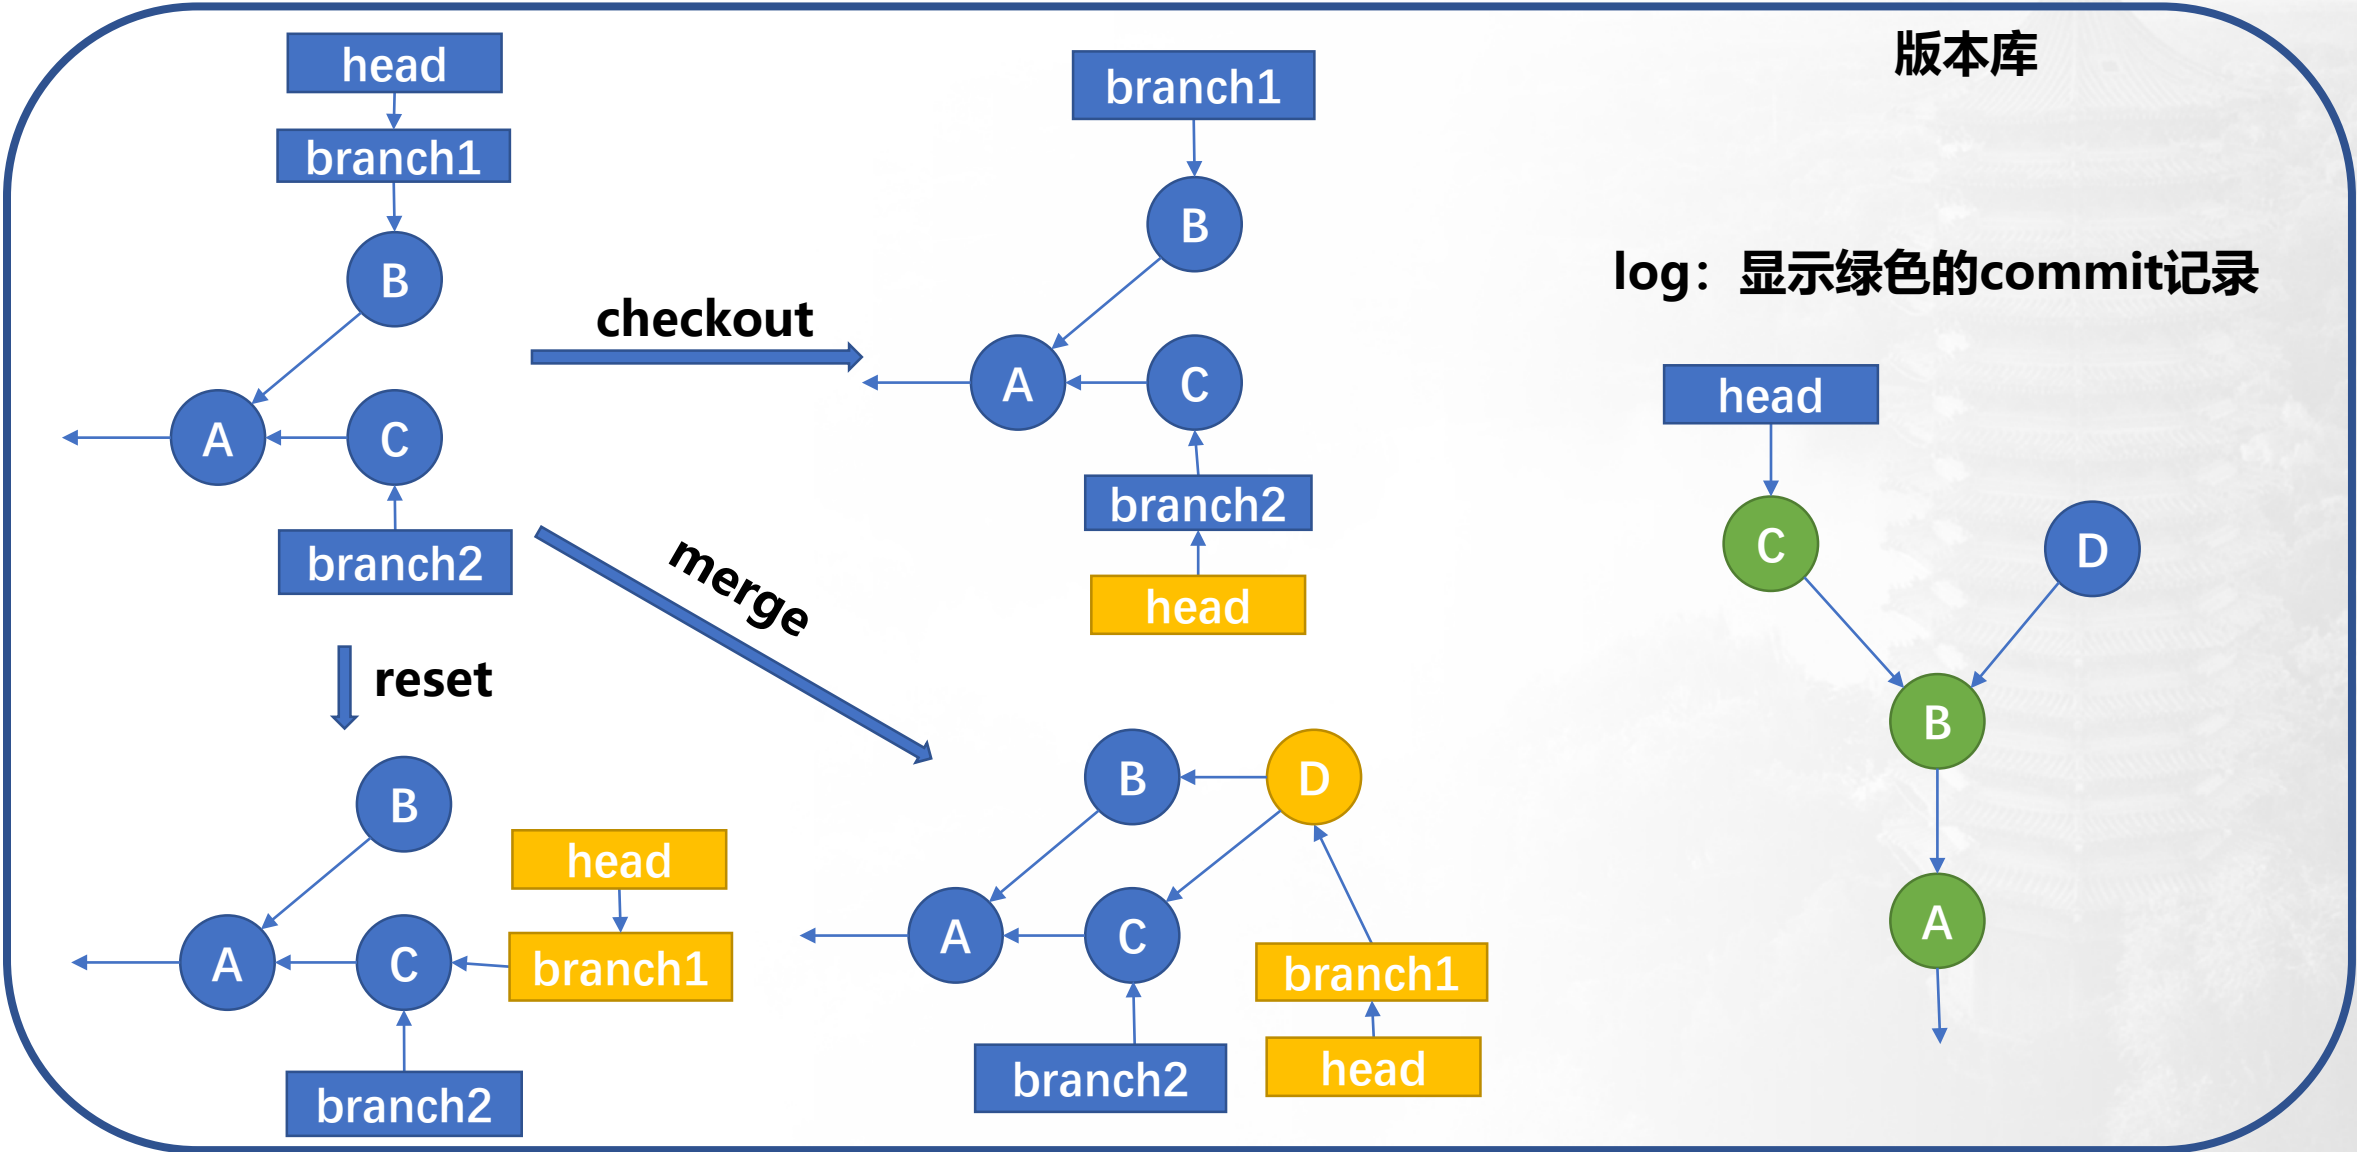 版本库
head
branch1
B
A
C
branch2
checkout
branch1
B
A
C
branch2
head
merge
reset
B
head
A
C
branch1
branch2
B
D
A
C
branch1
branch2
head
log：显示绿色的commit记录
head
C
D
B
A